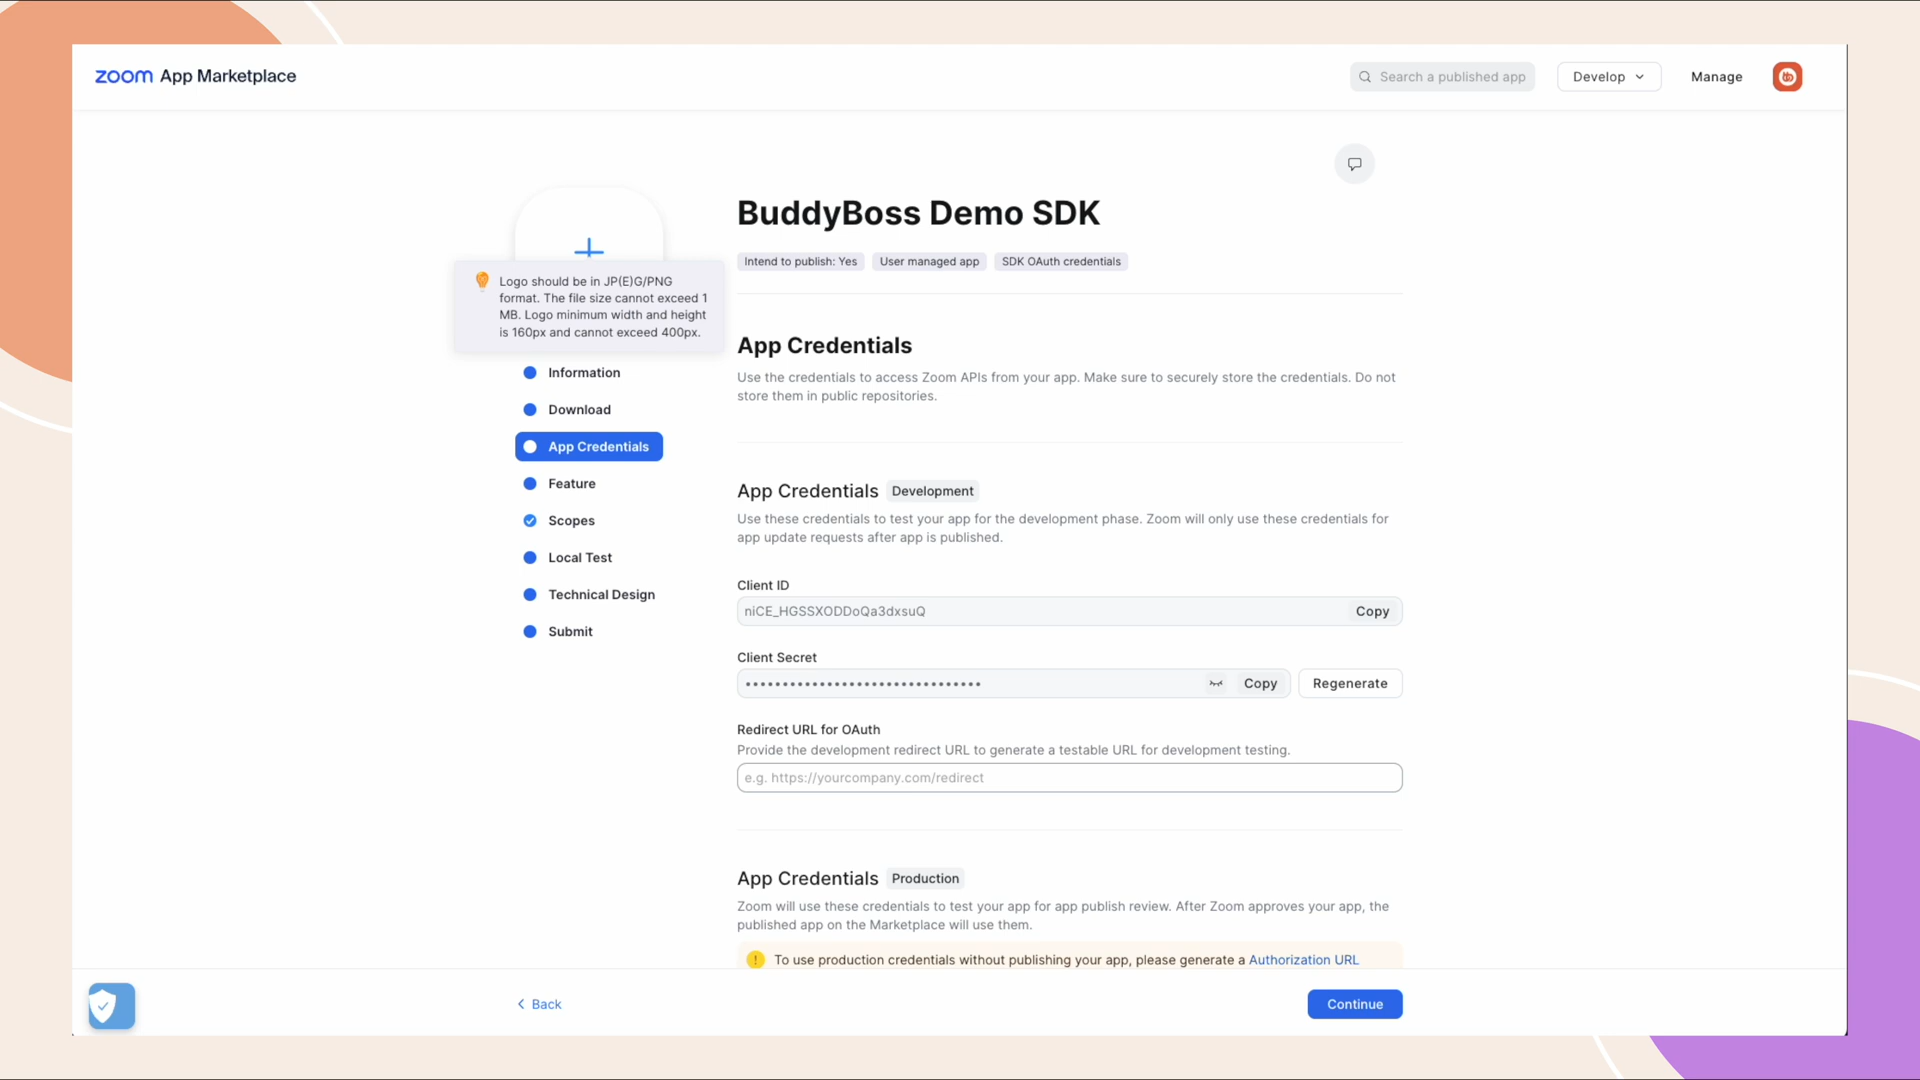 zoom App Marketplace
Search a published app
Develop
Manage
BuddyBoss Demo SDK
Intend to publish: Yes
User managed app
SDK OAuth credentials
Logo should be in JP(E)G/PNG
format. The file size cannot exceed 1
MB. Logo minimum width and height
is 160px and cannot exceed 400px.
Information
Download
App Credentials
Feature
Scopes
Local Test
Technical Design
Submit
App Credentials
Use the credentials to access Zoom APIs from your app. Make sure to securely store the credentials. Do not
store them in public repositories.
App Credentials Development
Use these credentials to test your app for the development phase. Zoom will only use these credentials for
app update requests after app is published.
Client ID
niCE_HGSSXODDoQa3dxsuQ
Copy
Client Secret
••••••••••••••••••••••••••••••••
Copy
Regenerate
Redirect URL for OAuth
Provide the development redirect URL to generate a testable URL for development testing.
e.g. https://yourcompany.com/redirect
App Credentials Production
Zoom will use these credentials to test your app for app publish review. After Zoom approves your app, the
published app on the Marketplace will use them.
To use production credentials without publishing your app, please generate a Authorization URL
Back
Continue